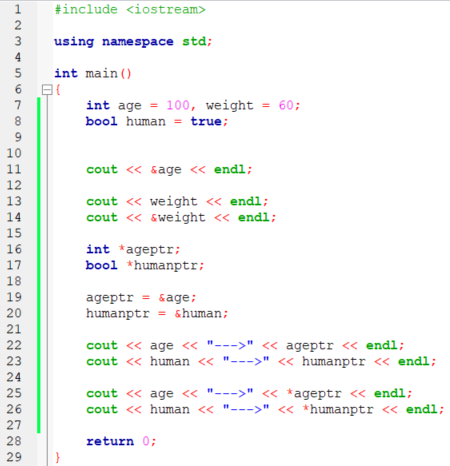 1 #include <iostream>
2
3 using namespace std;
4
5 int main()
6 {
7 int age = 100, weight = 60;
8 bool human = true;
9
10
11 cout << &age << endl;
12
13 cout << weight << endl;
14 cout << &weight << endl;
15
16 int *ageptr;
17 bool *humanptr;
18
19 ageptr = &age;
20 humanptr = &human;
21
22 cout << age << "--->" << ageptr << endl;
23 cout << human << "--->" << humanptr << endl;
24
25 cout << age << "--->" << *ageptr << endl;
26 cout << human << "--->" << *humanptr << endl;
27
28 return 0;
29 }